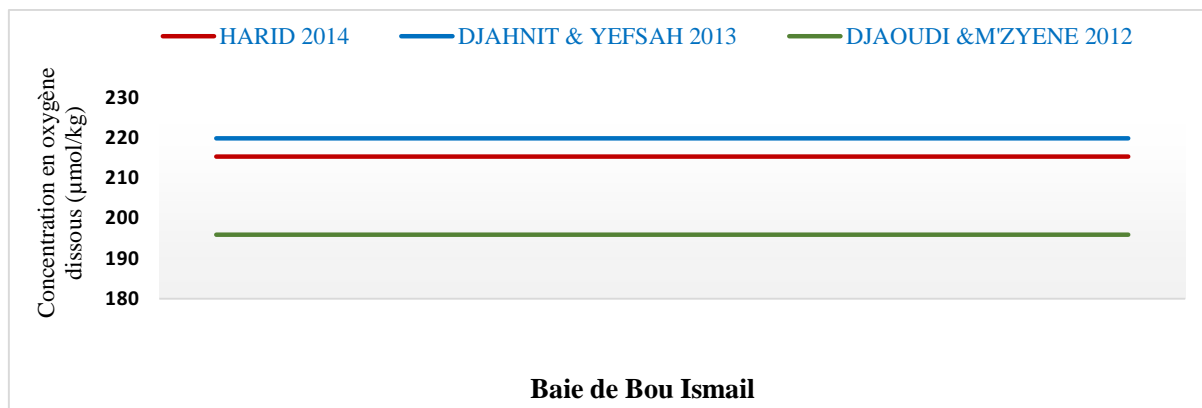 HARID 2014
DJAHNIT & YEFSAH 2013
DJAOUDI &M'ZYENE 2012
Concentration en oxygène
dissous (µmol/kg)
230
220
210
200
190
180
Baie de Bou Ismail